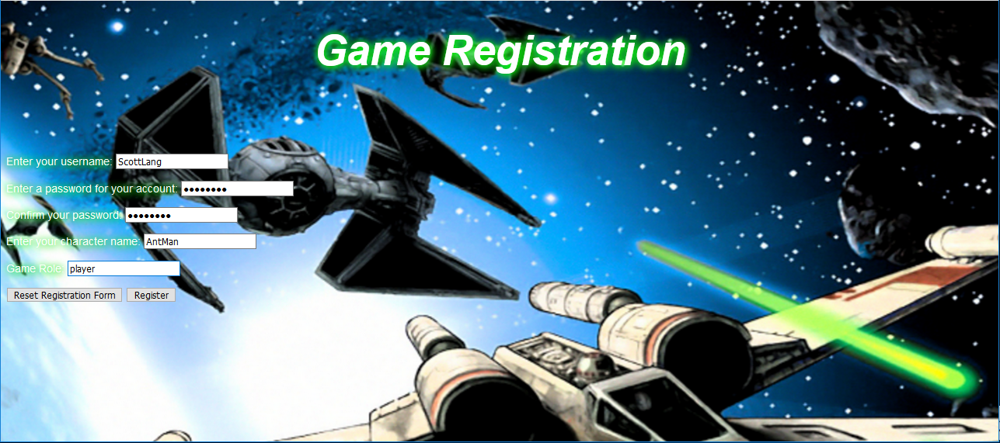 Game Registration
Enter your username: ScottLang
Enter a password for your account: ●●●●●●●●
Confirm your password: ●●●●●●●●
Enter your character name: AntMan
Game Role: player
Reset Registration Form Register